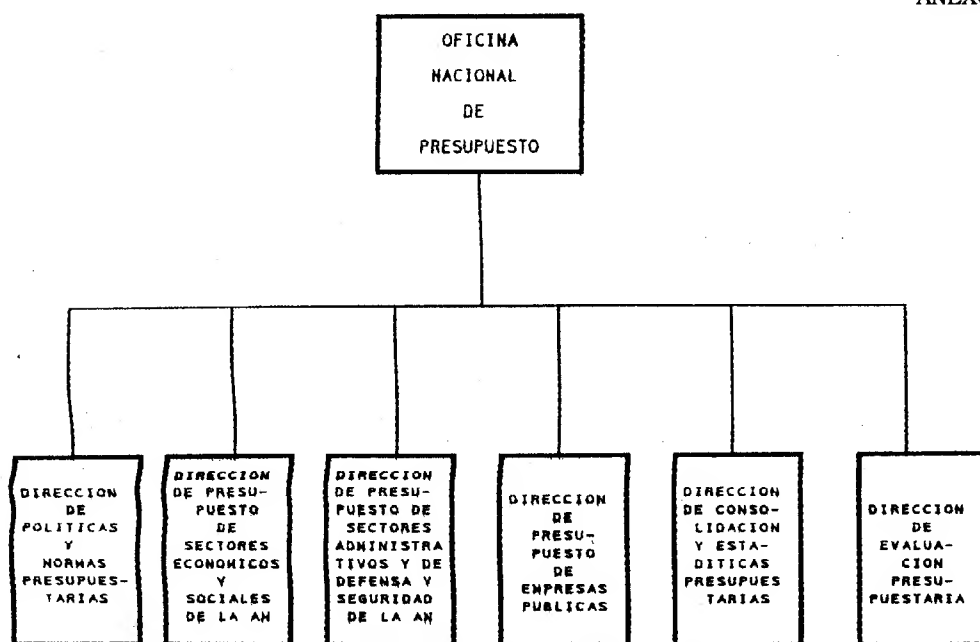 ANEX
OFICINA
NACIONAL
DE
PRESUPUESTO
DIRECCION
DE
POLITICAS
Y
NORMAS
PRESUPUES-
TARIAS
DIRECCION
DE PRESU-
PUESTO
DE
SECTORES
ECONOMICOS
Y
SOCIALES
DE LA AN
DIRECCION
DE PRESU-
PUESTO DE
SECTORES
ADMINISTRA
TIVOS Y DE
DEFENSA Y
SEGURIDAD
DE LA AN
DIRECCION
DE
PRESU-
PUESTO
DE
EMPRESAS
PUBLICAS
DIRECCION
DE CONSO-
LIDACION
Y ESTA-
DITICAS
PRESUPUES
TARIAS
DIRECCION
DE
EVALUA-
CION
PRESU-
PUESTARIA